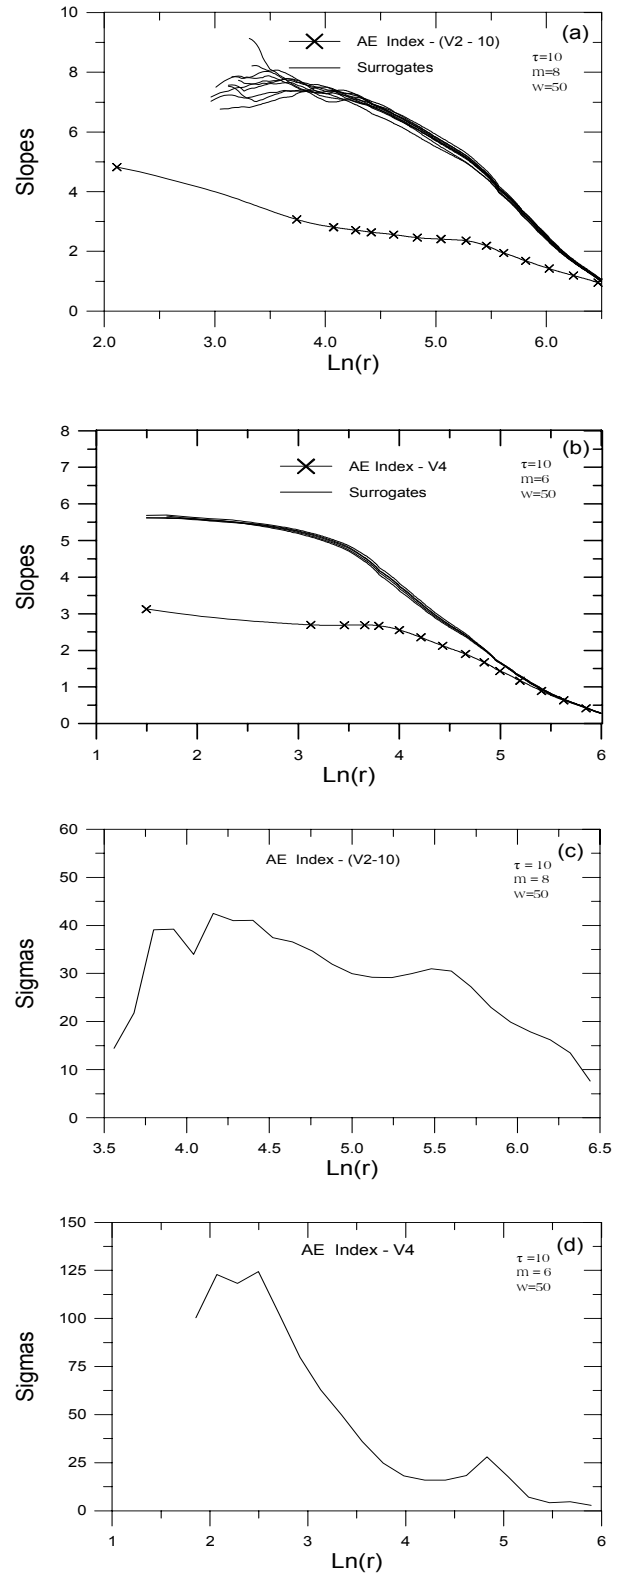 10
8
6
4
2
0
Slopes
(a)
AE Index - (V2 - 10)
Surrogates
τ=10
m=8
w=50
2.0 3.0 4.0 5.0 6.0
Ln(r)
8
7
6
5
4
3
2
1
0
Slopes
(b)
AE Index - V4
Surrogates
τ=10
m=6
w=50
1 2 3 4 5 6
Ln(r)
60
50
40
30
20
10
0
Sigmas
(c)
AE Index - (V2-10)
τ = 10
m = 8
w=50
3.5 4.0 4.5 5.0 5.5 6.0 6.5
Ln(r)
150
125
100
75
50
25
0
Sigmas
(d)
AE Index - V4
τ=10
m = 6
w=50
1 2 3 4 5 6
Ln(r)